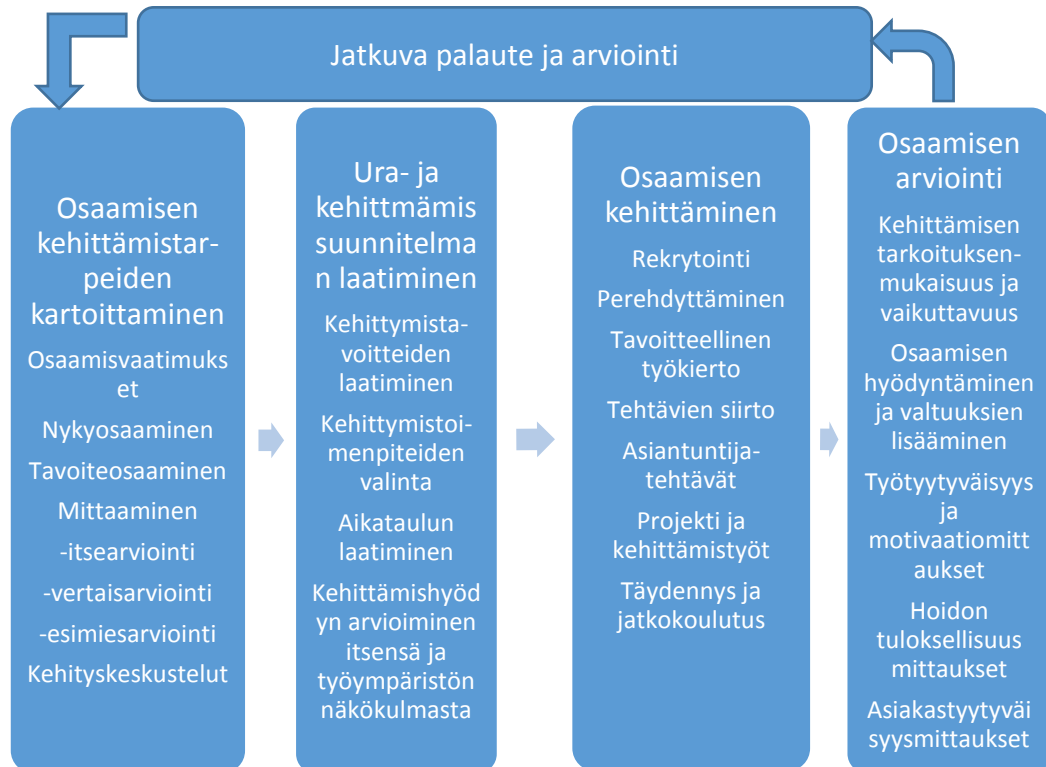 Jatkuva palaute ja arviointi
Osaamisen
kehittämistar-
peiden
kartoittaminen
Osaamisvaatimuks
et
Nykyosaaminen
Tavoiteosaaminen
Mittaaminen
-itsearviointi
-vertaisarviointi
-esimiesarviointi
Kehityskeskustelut
Ura- ja
kehittmämis
suunnitelma
n laatiminen
Kehittymista-
voitteiden
laatiminen
Kehittymistoi-
menpiteiden
valinta
Aikataulun
laatiminen
Kehittämishyöd
yn arvioiminen
itsensä ja
työympäristön
näkökulmasta
Osaamisen
kehittäminen
Rekrytointi
Perehdyttäminen
Tavoitteellinen
työkierto
Tehtävien siirto
Asiantuntija-
tehtävät
Projekti ja
kehittämistyöt
Täydennys ja
jatkokoulutus
Osaamisen
arviointi
Kehittämisen
tarkoituksen-
mukaisuus ja
vaikuttavuus
Osaamisen
hyödyntäminen
ja valtuuksien
lisääminen
Työtyytyväisyys
ja
motivaatiomitt
aukset
Hoidon
tuloksellisuus
mittaukset
Asiakastyytyväi
syysmittaukset